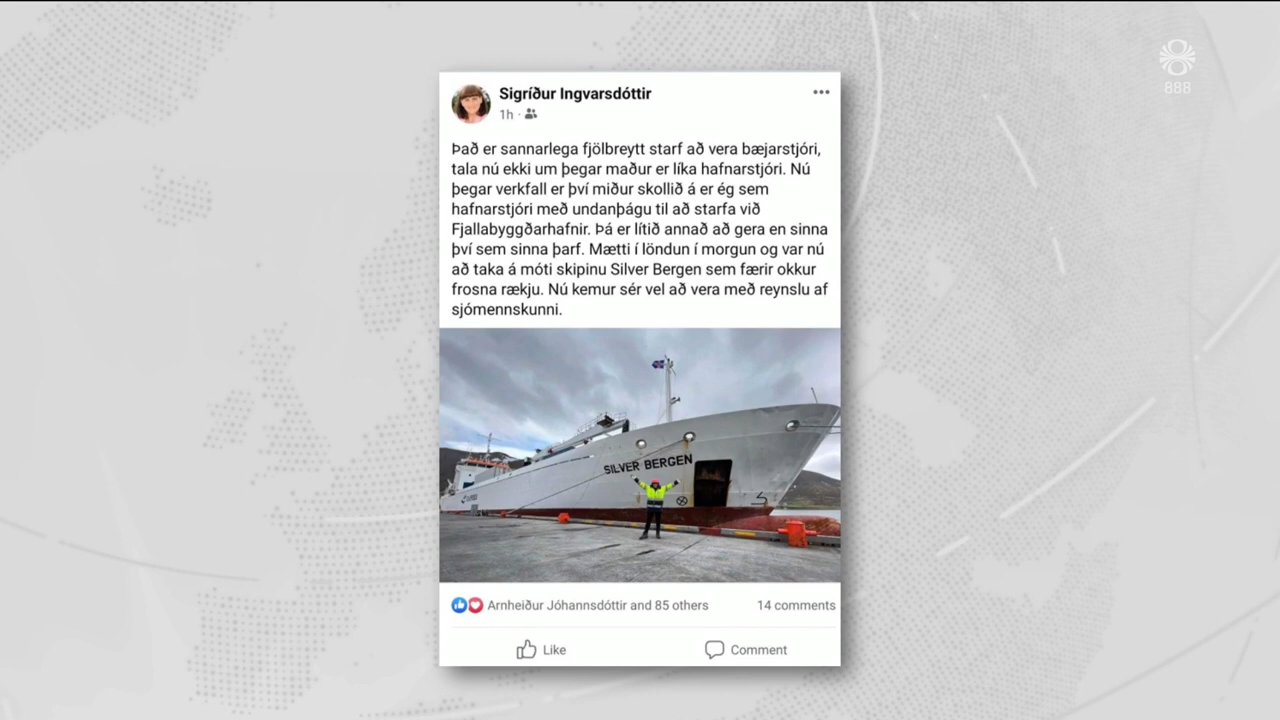 888
Sigríður Ingvarsdóttir
1h ·
Það er sannarlega fjölbreytt starf að vera bæjarstjóri,
tala nú ekki um þegar maður er líka hafnarstjóri. Nú
þegar verkfall er því miður skollið á er ég sem
hafnarstjóri með undanþágu til að starfa við
Fjallabyggðarhafnir. Þá er lítið annað að gera en sinna
því sem sinna þarf. Mætti í löndun í morgun og var nú
að taka á móti skipinu Silver Bergen sem færir okkur
frosna rækju. Nú kemur sér vel að vera með reynslu af
sjómennskunni.
SILVER BERGEN
Arnheiður Jóhannsdóttir and 85 others
14 comments
Like
Comment